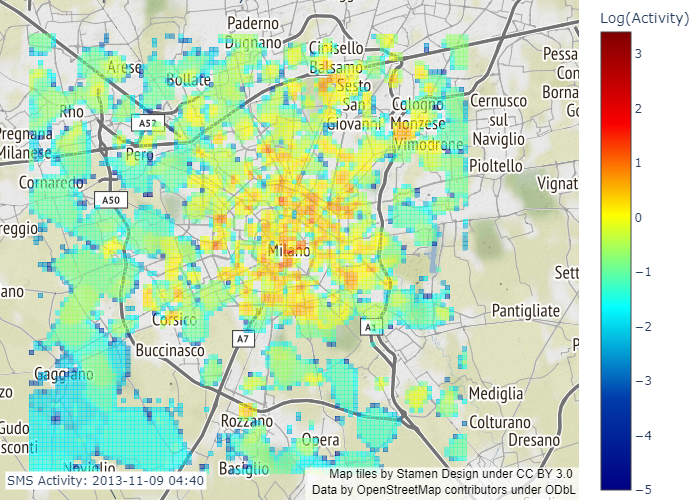 Paderno
Dugnano
Cinisello
Balsamo
Arese
Bollate
Sesto
San
Giovanni
Cologno
Monzese
Cernusco
sul
Naviglio
Pessa
Con
Borna
Rho
A52
Pregnana
Milanese
Pero
Vimodrone
Pioltello
Cornaredo
Vignat
A50
reggio
Milano
Sett
ano
Pantigliate
Corsico
A7
A1
Buccinasco
Gaggiano
Mediglia
Rozzano
Colturano
Gudo
sconti
Opera
Dresano
Noviglio
Basiglio
SMS Activity: 2013-11-09 04:40
Map tiles by Stamen Design under CC BY 3.0
Data by OpenStreetMap contributors under ODbL
Log(Activity)
3
2
1
0
−1
−2
−3
−4
−5